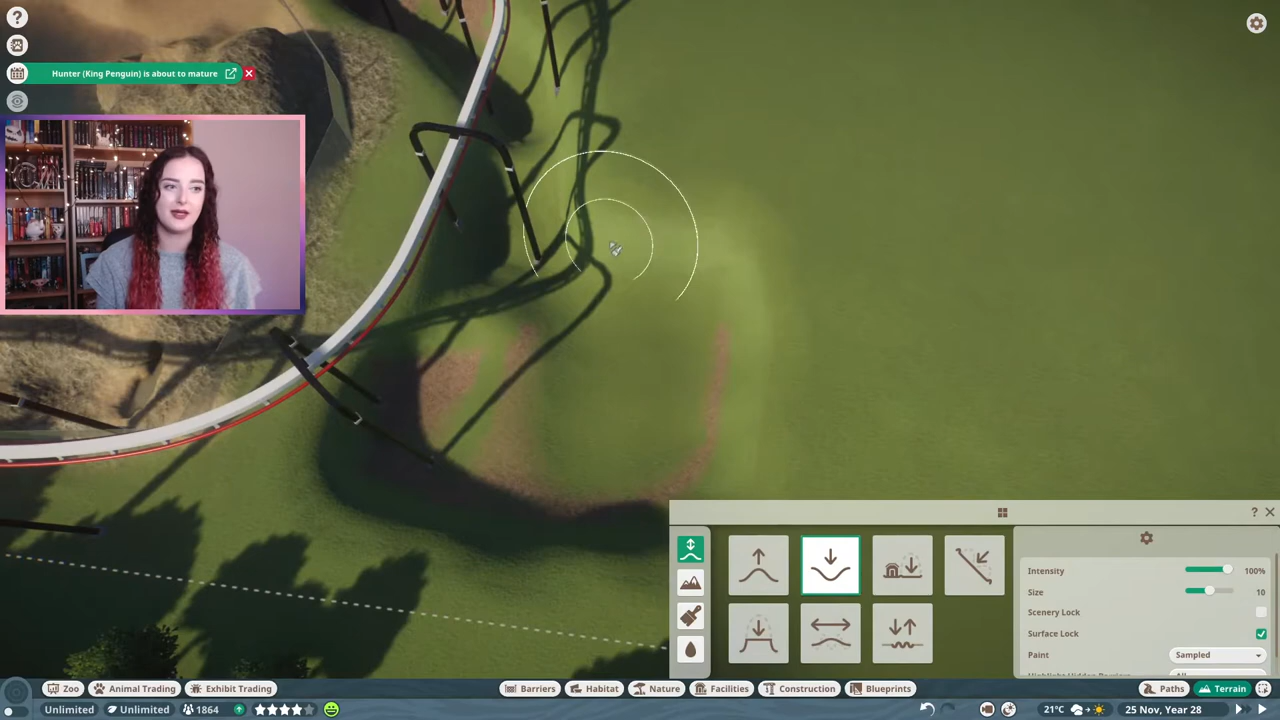 ?
Hunter (King Penguin) is about to mature
?
Intensity 100%
Size 10
Scenery Lock
Surface Lock
Paint Sampled
Zoo Animal Trading Exhibit Trading Barriers Habitat Nature Facilities Construction Blueprints Paths Terrain
Unlimited Unlimited 1864 21°C 25 Nov, Year 28